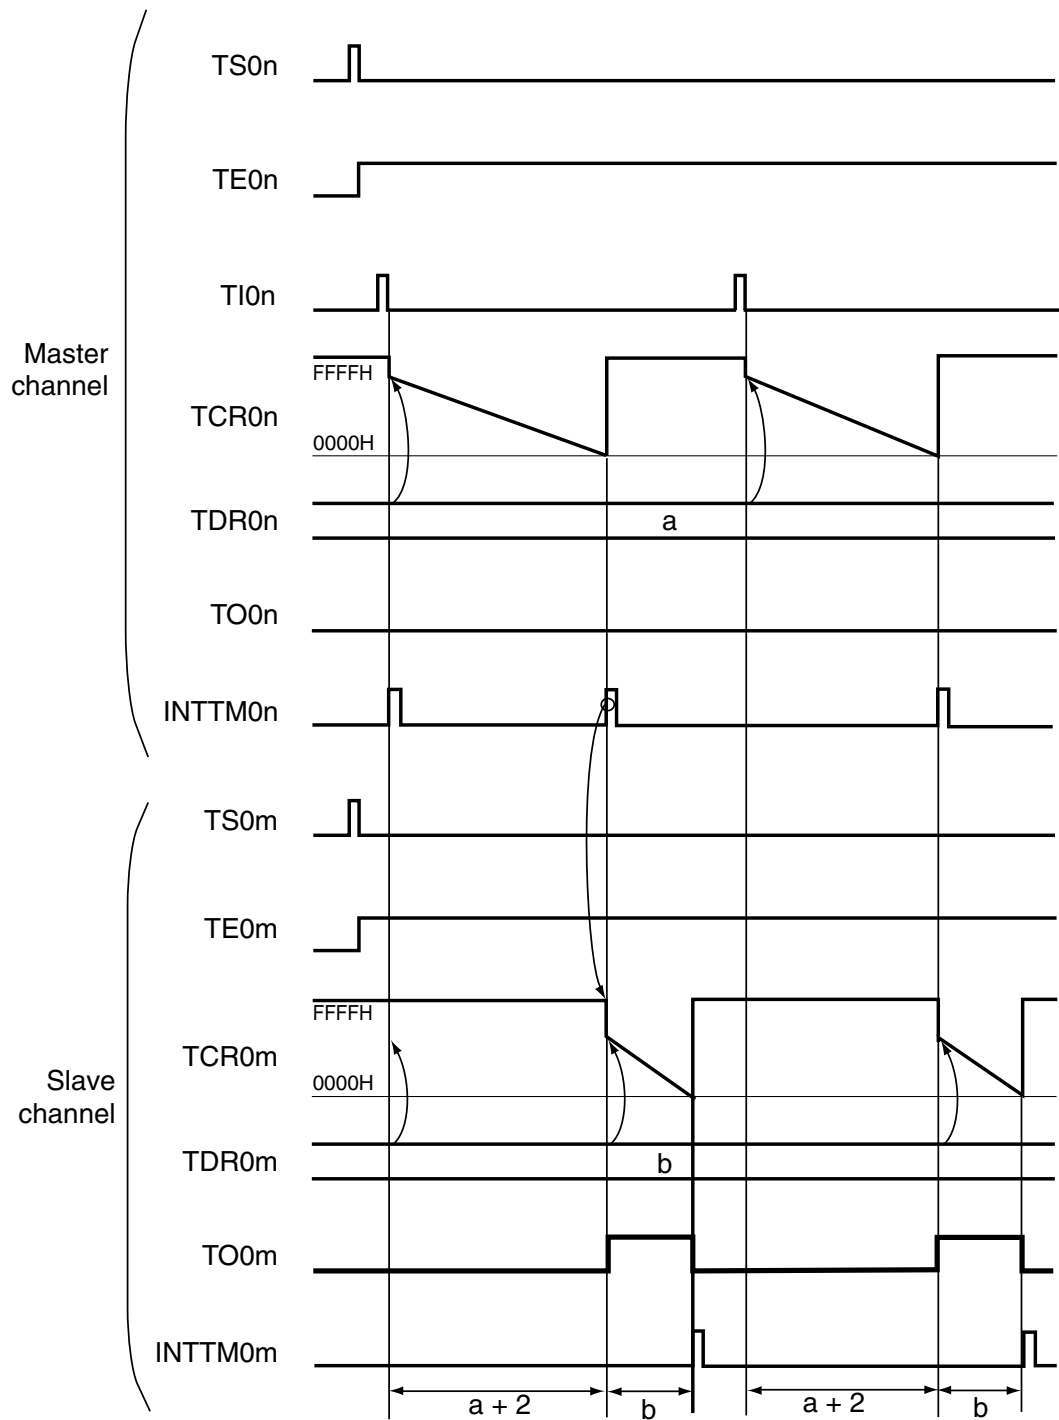 TS0n
TE0n
TI0n
Master
channel
FFFFH
TCR0n
0000H
TDR0n
a
TO0n
INTTM0n
TS0m
TE0m
FFFFH
TCR0m
0000H
Slave
channel
TDR0m
b
TO0m
INTTM0m
a + 2
b
a + 2
b